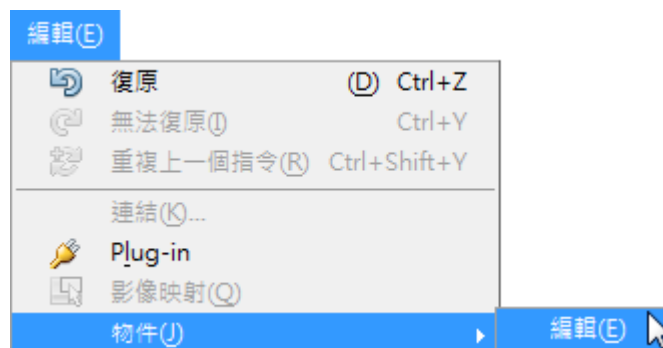 編輯(E)
復原 (D) Ctrl+Z
無法復原(I) Ctrl+Y
重複上一個指令(R) Ctrl+Shift+Y
連結(K)...
Plug-in
影像映射(Q)
物件(J) 編輯(E)